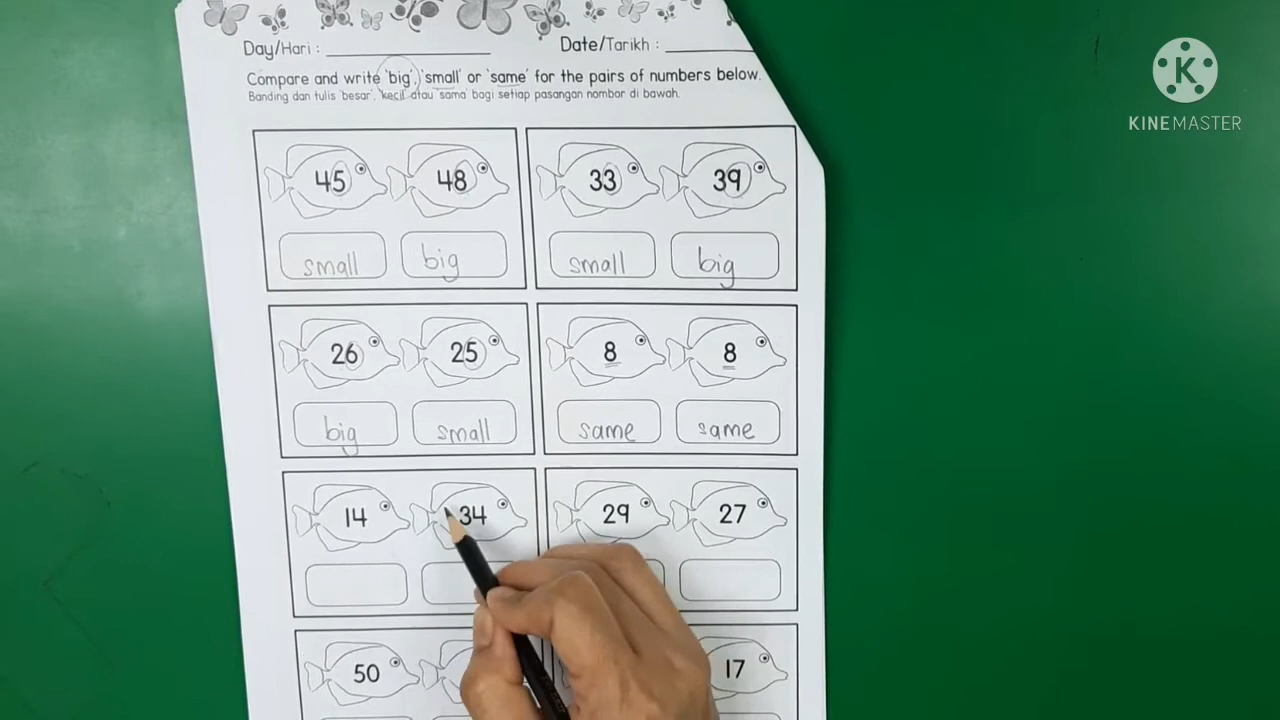 Day/Hari : Date/Tarikh :
Compare and write 'big', 'small' or 'same' for the pairs of numbers below.
Banding dan tulis 'besar', 'kecil' atau 'sama' bagi setiap pasangan nombor di bawah.
K
KINEMASTER
45 48 33 39
small big small big
26 25 8 8
big small same same
14 34 29 27
50 17